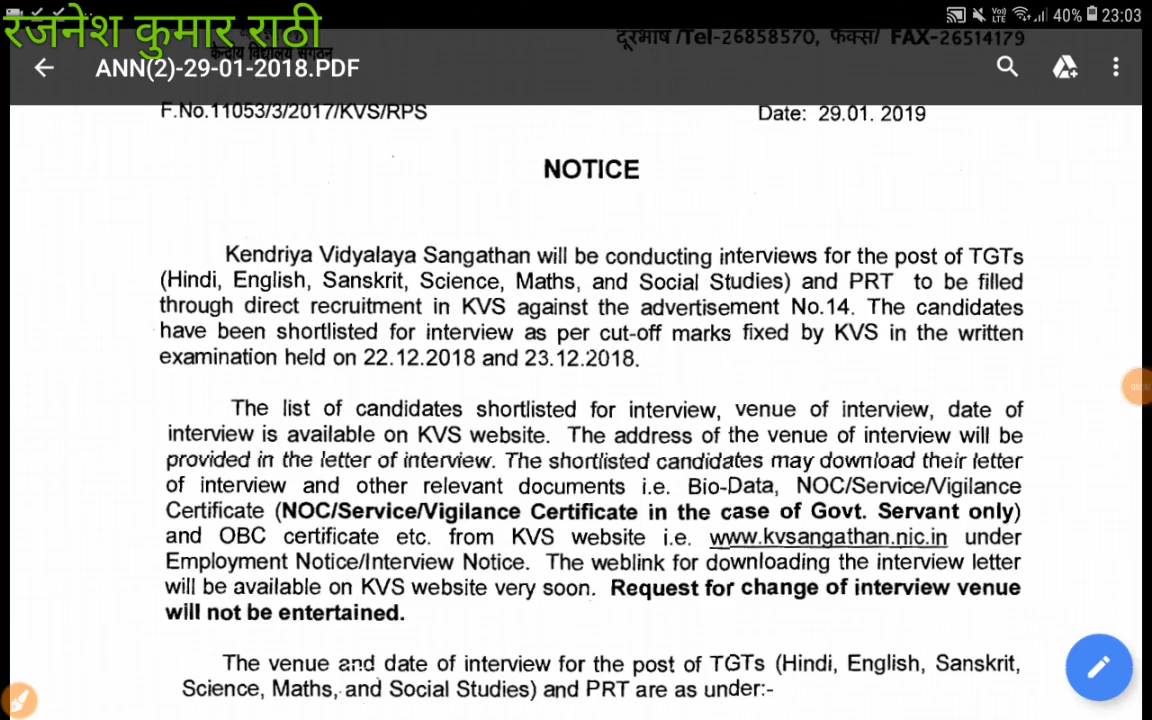 रजनेश कुमार राठी
40% 23:03
दूरभाष /Tel-26858570, फैक्स/ FAX-26514179
केन्द्रीय विद्यालय संगठन
ANN(2)-29-01-2018.PDF
F.No.11053/3/2017/KVS/RPS Date: 29.01. 2019
NOTICE
Kendriya Vidyalaya Sangathan will be conducting interviews for the post of TGTs
(Hindi, English, Sanskrit, Science, Maths, and Social Studies) and PRT to be filled
through direct recruitment in KVS against the advertisement No.14. The candidates
have been shortlisted for interview as per cut-off marks fixed by KVS in the written
examination held on 22.12.2018 and 23.12.2018.
The list of candidates shortlisted for interview, venue of interview, date of
interview is available on KVS website. The address of the venue of interview will be
provided in the letter of interview. The shortlisted candidates may download their letter
of interview and other relevant documents i.e. Bio-Data, NOC/Service/Vigilance
Certificate (NOC/Service/Vigilance Certificate in the case of Govt. Servant only)
and OBC certificate etc. from KVS website i.e. www.kvsangathan.nic.in under
Employment Notice/Interview Notice. The weblink for downloading the interview letter
will be available on KVS website very soon. Request for change of interview venue
will not be entertained.
The venue and date of interview for the post of TGTs (Hindi, English, Sanskrit,
Science, Maths, and Social Studies) and PRT are as under:-